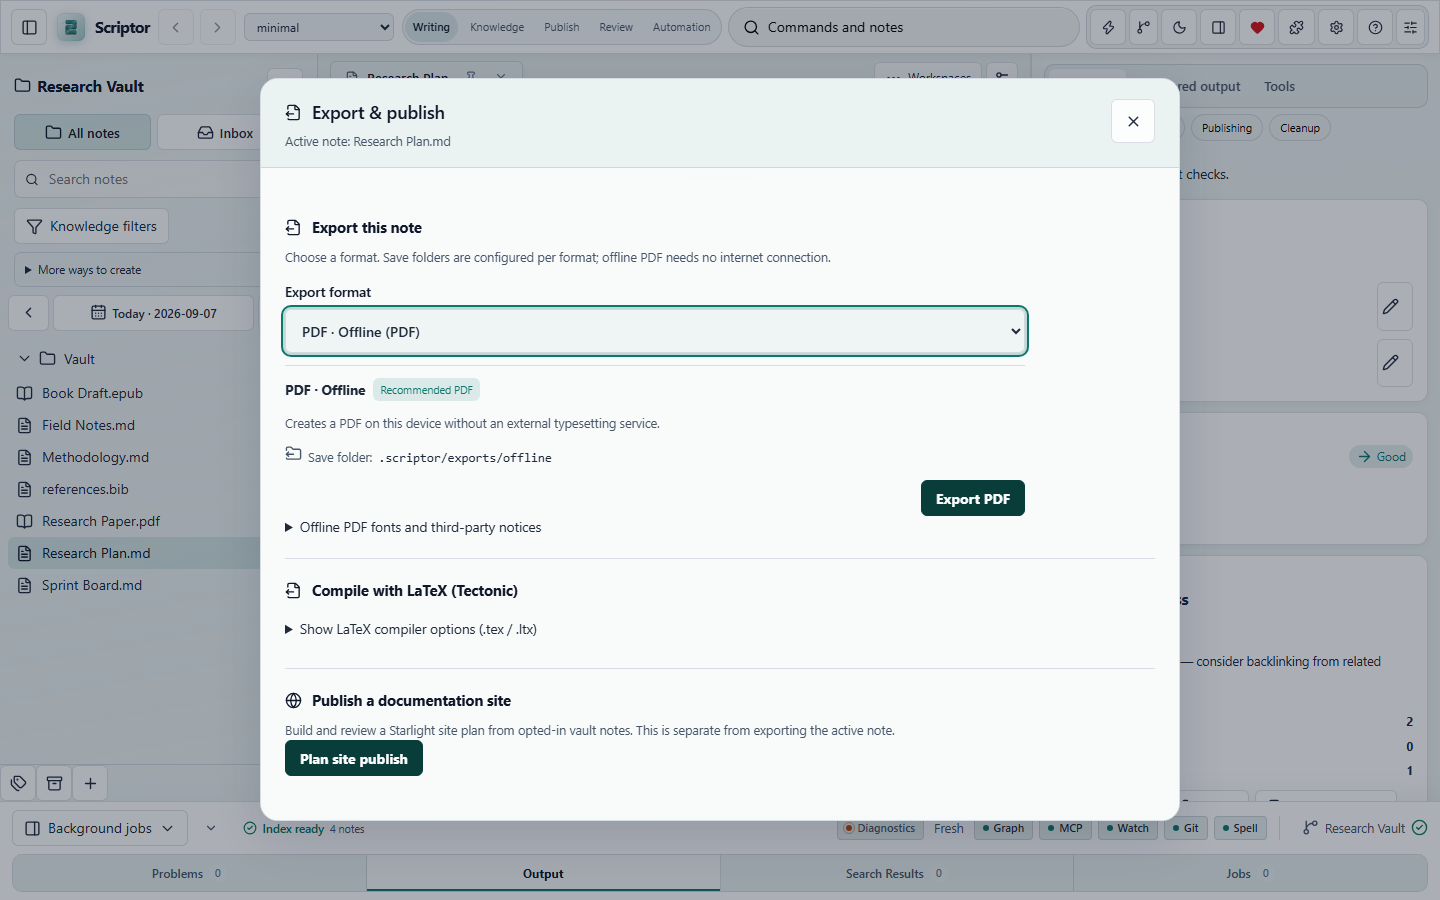 Scriptor
minimal
Writing
Knowledge
Publish
Review
Automation
Commands and notes
Research Vault
All notes
Inbox
Search notes
Knowledge filters
More ways to create
Today · 2026-09-07
Vault
Book Draft.epub
Field Notes.md
Methodology.md
references.bib
Research Paper.pdf
Research Plan.md
Sprint Board.md
Research Plan
Workspaces
Export & publish
Active note: Research Plan.md
Export this note
Choose a format. Save folders are configured per format; offline PDF needs no internet connection.
Export format
PDF · Offline (PDF)
PDF · Offline
Recommended PDF
Creates a PDF on this device without an external typesetting service.
Save folder: .scriptor/exports/offline
Export PDF
Offline PDF fonts and third-party notices
Compile with LaTeX (Tectonic)
Show LaTeX compiler options (.tex / .ltx)
Publish a documentation site
Build and review a Starlight site plan from opted-in vault notes. This is separate from exporting the active note.
Plan site publish
output
Tools
Publishing
Cleanup
checks.
Good
— consider backlinking from related
2
0
1
Background jobs
Index ready 4 notes
Diagnostics
Fresh
Graph
MCP
Watch
Git
Spell
Research Vault
Problems 0
Output
Search Results 0
Jobs 0